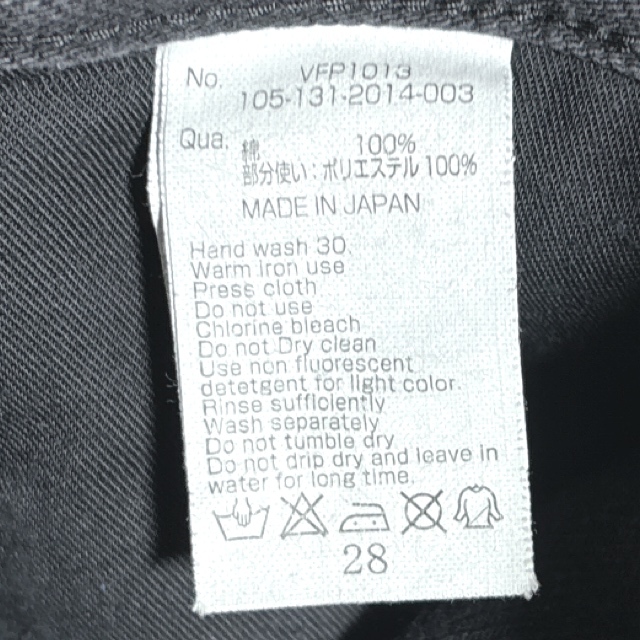 No. VFP1013
105-131-2014-003
Qua. 綿 100%
部分使い:ポリエステル100%
MADE IN JAPAN
Hand wash 30.
Warm iron use
Press cloth
Do not use
Chlorine bleach
Do not Dry clean
Use non fluorescent
detetgent for light color.
Rinse sufficiently
Wash separately
Do not tumble dry
Do not drip dry and leave in
water for long time.
28